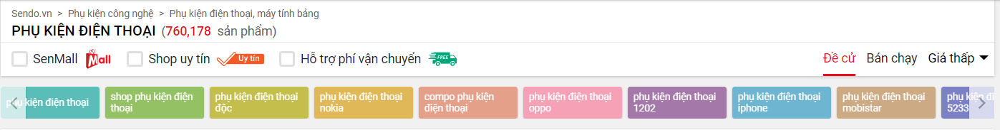 Sendo.vn > Phụ kiện công nghệ > Phụ kiện điện thoại, máy tính bảng
PHỤ KIỆN ĐIỆN THOẠI (760,178 sản phẩm)
SenMall Mall Shop uy tín Uy tín Hỗ trợ phí vận chuyển FREE Đề cử Bán chạy Giá thấp
phụ kiện điện thoại
shop phụ kiện điện
thoại
phụ kiện điện thoại
độc
phụ kiện điện thoại
nokia
compo phụ kiện
điện thoại
phụ kiện điện thoại
oppo
phụ kiện điện thoại
1202
phụ kiện điện thoại
iphone
phụ kiện điện thoại
mobistar
phụ kiện đi
5233